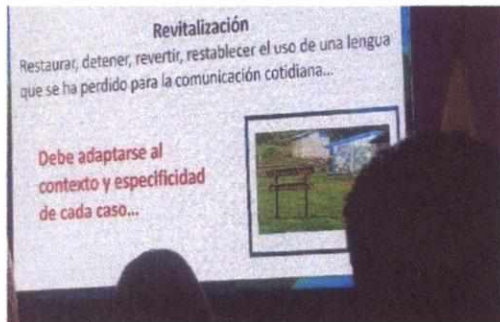 Revitalización
Restaurar, detener, revertir, restablecer el uso de una lengua
que se ha perdido para la comunicación cotidiana...
Debe adaptarse al
contexto y especificidad
de cada caso...